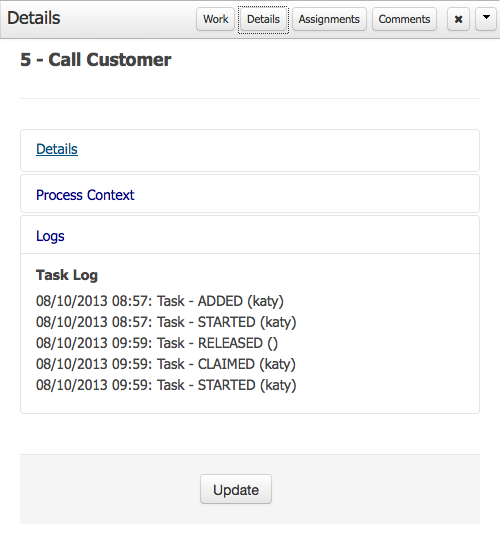 Details
Work
Details
Assignments
Comments
5 - Call Customer
Details
Process Context
Logs
Task Log
08/10/2013 08:57: Task - ADDED (katy)
08/10/2013 08:57: Task - STARTED (katy)
08/10/2013 09:59: Task - RELEASED ()
08/10/2013 09:59: Task - CLAIMED (katy)
08/10/2013 09:59: Task - STARTED (katy)
Update